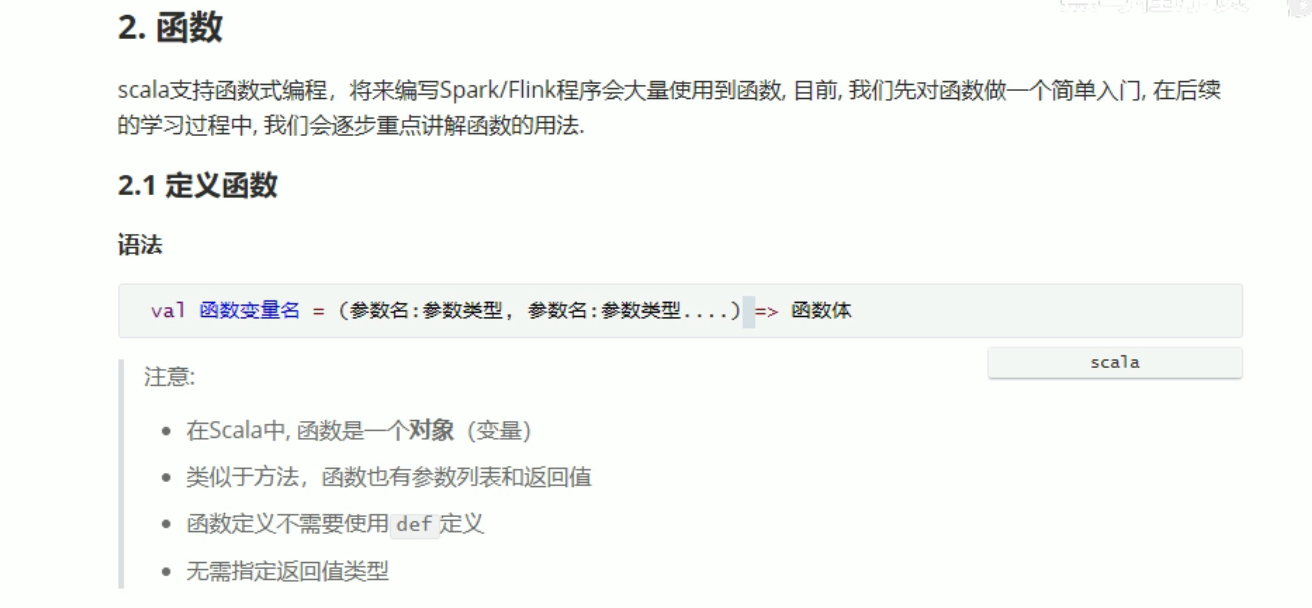 2. 函数
scala支持函数式编程，将来编写Spark/Flink程序会大量使用到函数, 目前, 我们先对函数做一个简单入门, 在后续
的学习过程中, 我们会逐步重点讲解函数的用法.
2.1 定义函数
语法
val 函数变量名 = (参数名:参数类型, 参数名:参数类型....) => 函数体
scala
注意:
• 在Scala中, 函数是一个对象（变量）
• 类似于方法，函数也有参数列表和返回值
• 函数定义不需要使用def定义
• 无需指定返回值类型